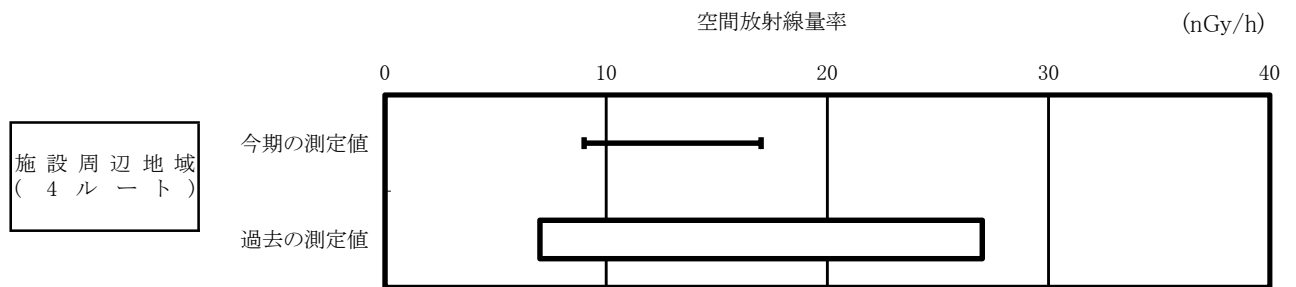 空間放射線量率 (nGy/h)
0 10 20 30 40
今期の測定値
施設周辺地域
(4ルート)
過去の測定値